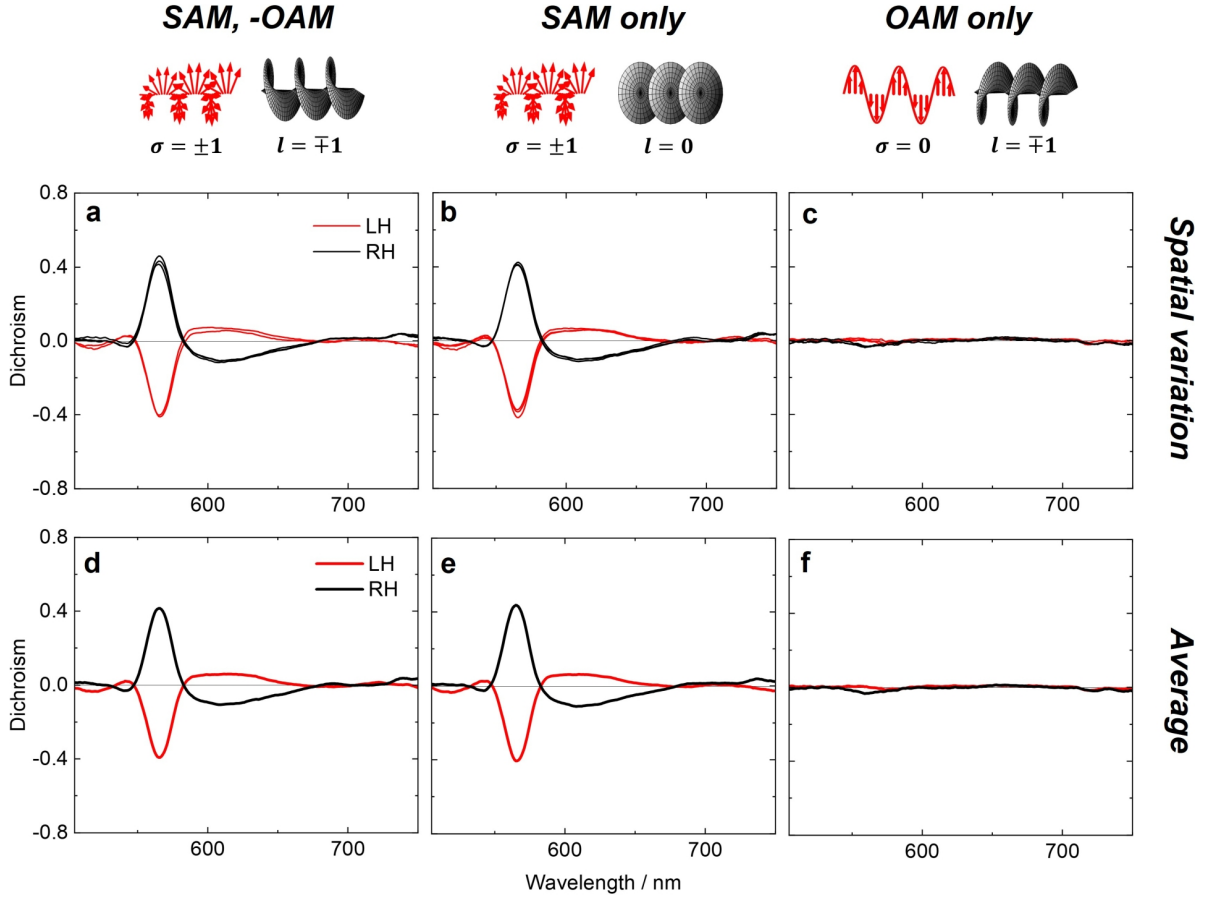 SAM, -OAM
SAM only
OAM only
σ = ±1
l = ∓1
σ = ±1
l = 0
σ = 0
l = ∓1
a
LH
RH
b
c
0.8
0.4
0.0
-0.4
-0.8
Dichroism
600
700
600
700
600
700
Spatial variation
d
LH
RH
e
f
0.8
0.4
0.0
-0.4
-0.8
Dichroism
600
700
600
700
600
700
Average
Wavelength / nm